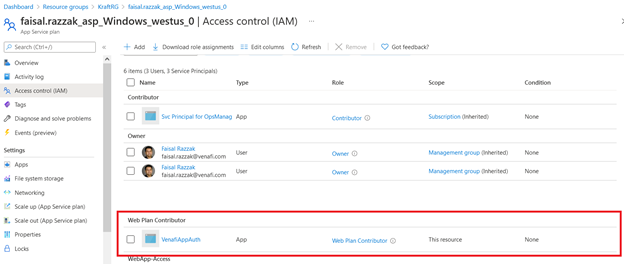 Dashboard > Resource groups > KraftRG > faisal.razzak_asp_Windows_westus_0
faisal.razzak_asp_Windows_westus_0 | Access control (IAM) ...
App Service plan
Search (Ctrl+/) «
Add Download role assignments Edit columns Refresh Remove Got feedback?
Overview
Activity log
Access control (IAM)
Tags
Diagnose and solve problems
Events (preview)
Settings
Apps
File system storage
Networking
Scale up (App Service plan)
Scale out (App Service plan)
Properties
Locks
6 items (3 Users, 3 Service Principals)
Name Type Role Scope Condition
Contributor
Svc Principal for OpsManag App Contributor Subscription (Inherited) None
Owner
Faisal Razzak
faisal.razzak@venafi.com User Owner Management group (Inherited) None
Faisal Razzak
faisal.razzak@venafi.com User Owner Management group (Inherited) None
Web Plan Contributor
VenafiAppAuth App Web Plan Contributor This resource None
WebApp-Access